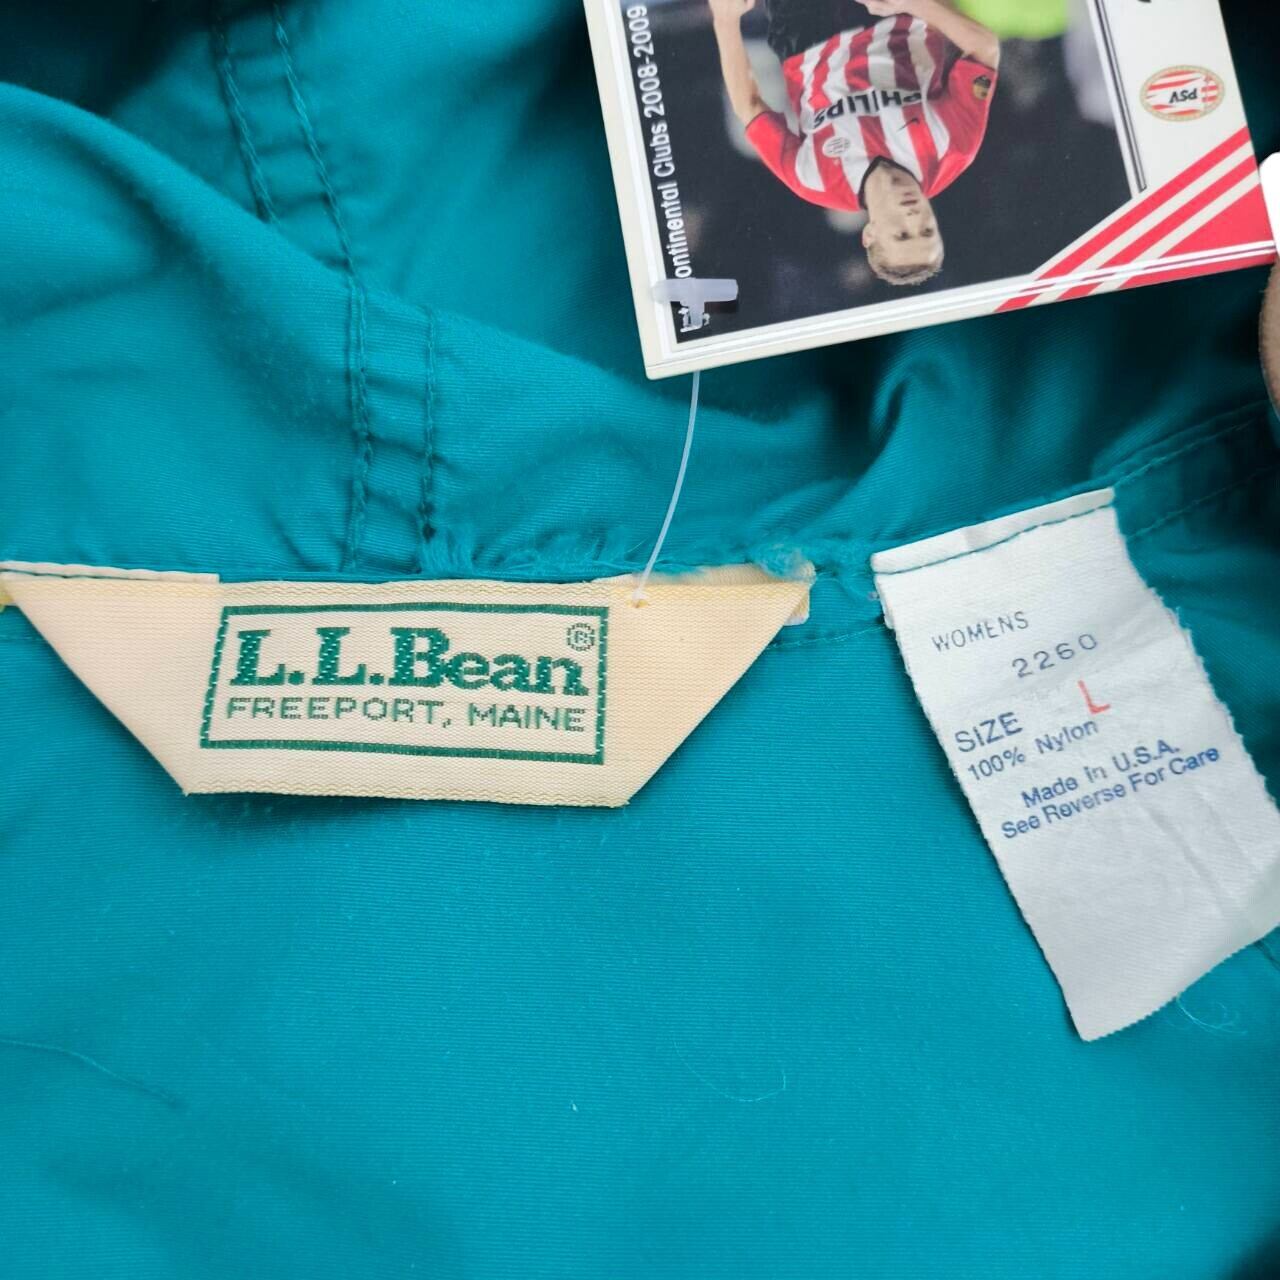 ontinental Clubs 2008-2009
PHILIPS
PSV
L.L.Bean®
FREEPORT, MAINE
WOMENS
2260
SIZE L
100% Nylon
Made in U.S.A.
See Reverse For Care